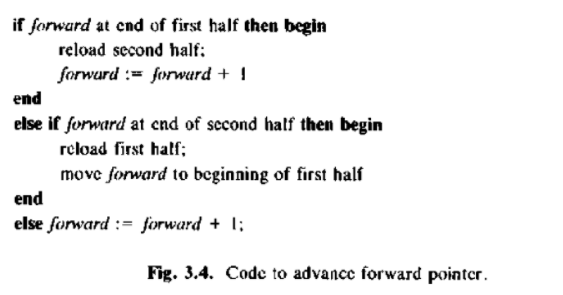 if forward at end of first half then begin
reload second half;
forward := forward + 1
end
else if forward at end of second half then begin
reload first half;
move forward to beginning of first half
end
else forward := forward + 1;
Fig. 3.4. Code to advance forward pointer.